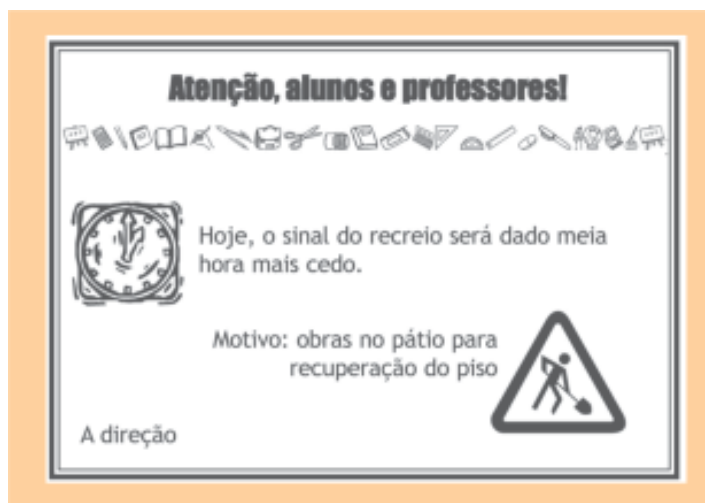 Atenção, alunos e professores!
Hoje, o sinal do recreio será dado meia
hora mais cedo.
Motivo: obras no pátio para
recuperação do piso
A direção